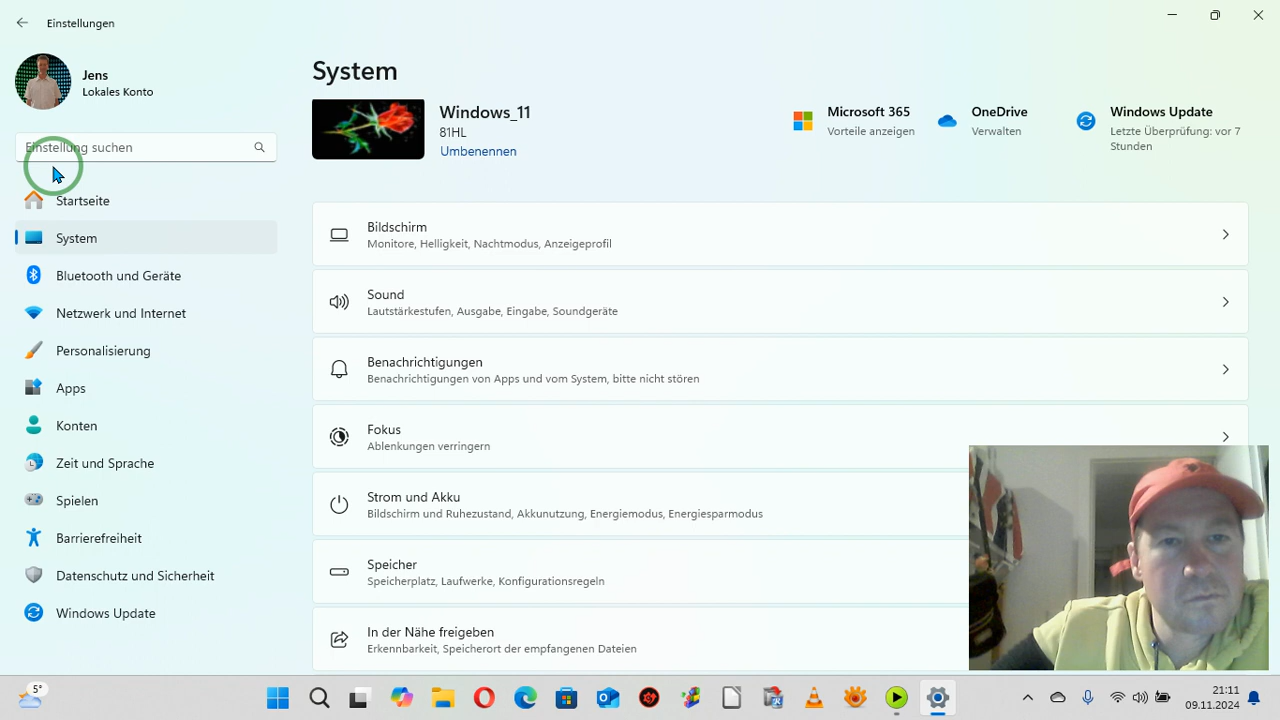 Einstellungen
Jens
Lokales Konto
Einstellung suchen
Startseite
System
Bluetooth und Geräte
Netzwerk und Internet
Personalisierung
Apps
Konten
Zeit und Sprache
Spielen
Barrierefreiheit
Datenschutz und Sicherheit
Windows Update
System
Windows_11
81HL
Umbenennen
Microsoft 365
Vorteile anzeigen
OneDrive
Verwalten
Windows Update
Letzte Überprüfung: vor 7
Stunden
Bildschirm
Monitore, Helligkeit, Nachtmodus, Anzeigeprofil
Sound
Lautstärkestufen, Ausgabe, Eingabe, Soundgeräte
Benachrichtigungen
Benachrichtigungen von Apps und vom System, bitte nicht stören
Fokus
Ablenkungen verringern
Strom und Akku
Bildschirm und Ruhezustand, Akkunutzung, Energiemodus, Energiesparmodus
Speicher
Speicherplatz, Laufwerke, Konfigurationsregeln
In der Nähe freigeben
Erkennbarkeit, Speicherort der empfangenen Dateien
5°
21:11
09.11.2024